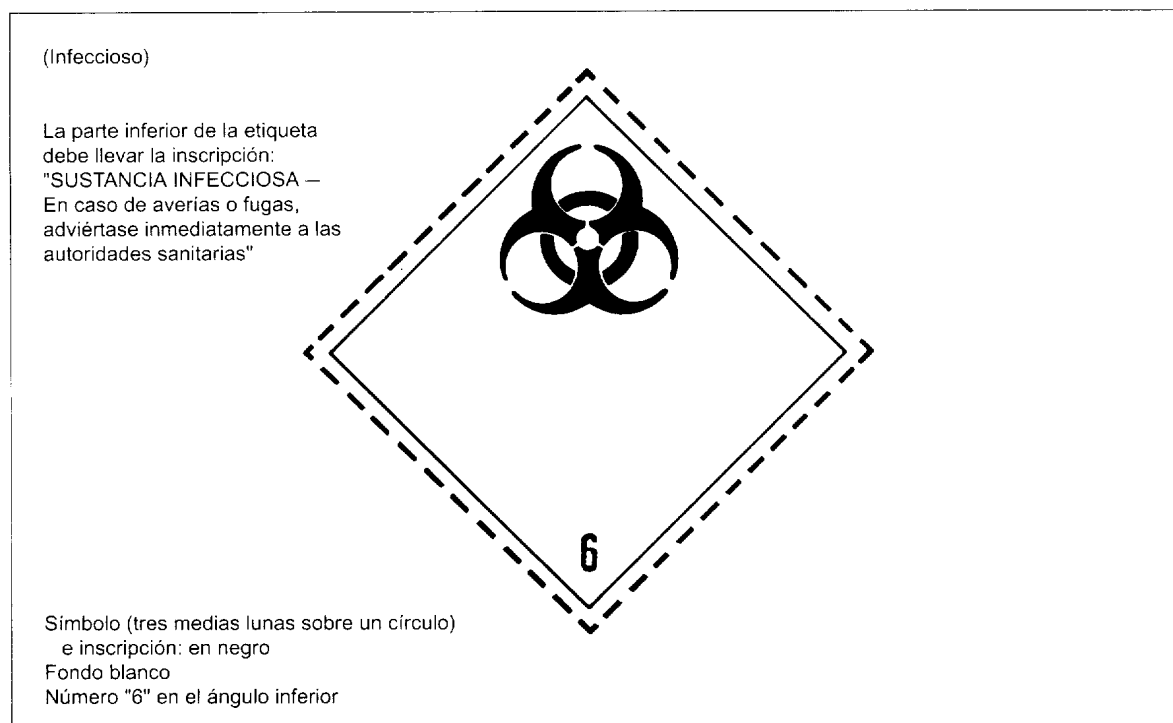 (Infeccioso)
La parte inferior de la etiqueta
debe llevar la inscripción:
"SUSTANCIA INFECCIOSA —
En caso de averías o fugas,
adviértase inmediatamente a las
autoridades sanitarias"
6
Símbolo (tres medias lunas sobre un círculo)
e inscripción: en negro
Fondo blanco
Número "6" en el ángulo inferior